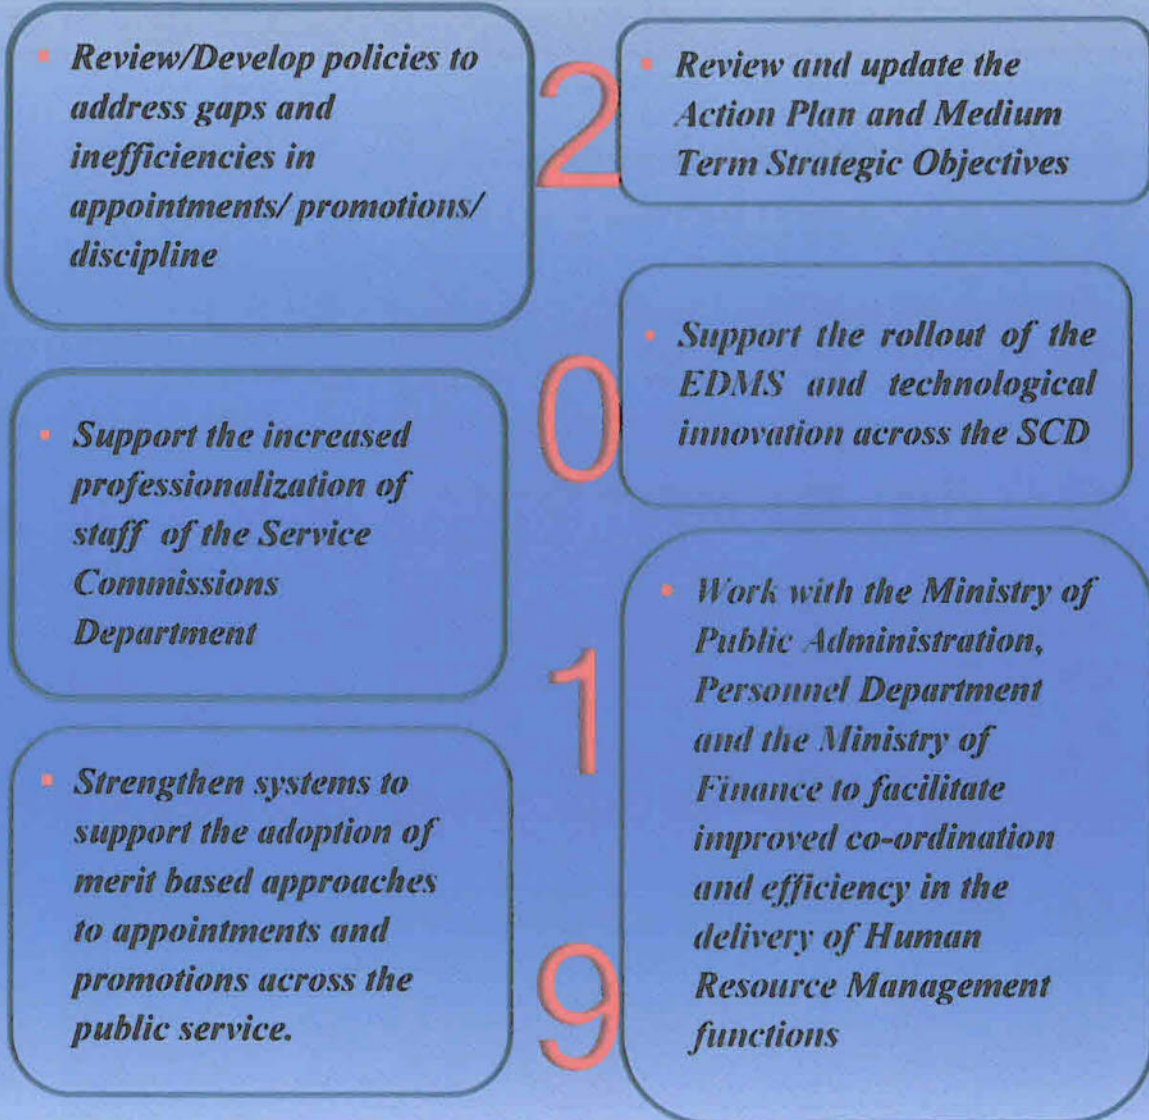 ▪ Review/Develop policies to
address gaps and
inefficiencies in
appointments/ promotions/
discipline
▪ Support the increased
professionalization of
staff of the Service
Commissions
Department
▪ Strengthen systems to
support the adoption of
merit based approaches
to appointments and
promotions across the
public service.
2
0
1
9
▪ Review and update the
Action Plan and Medium
Term Strategic Objectives
▪ Support the rollout of the
EDMS and technological
innovation across the SCD
▪ Work with the Ministry of
Public Administration,
Personnel Department
and the Ministry of
Finance to facilitate
improved co-ordination
and efficiency in the
delivery of Human
Resource Management
functions